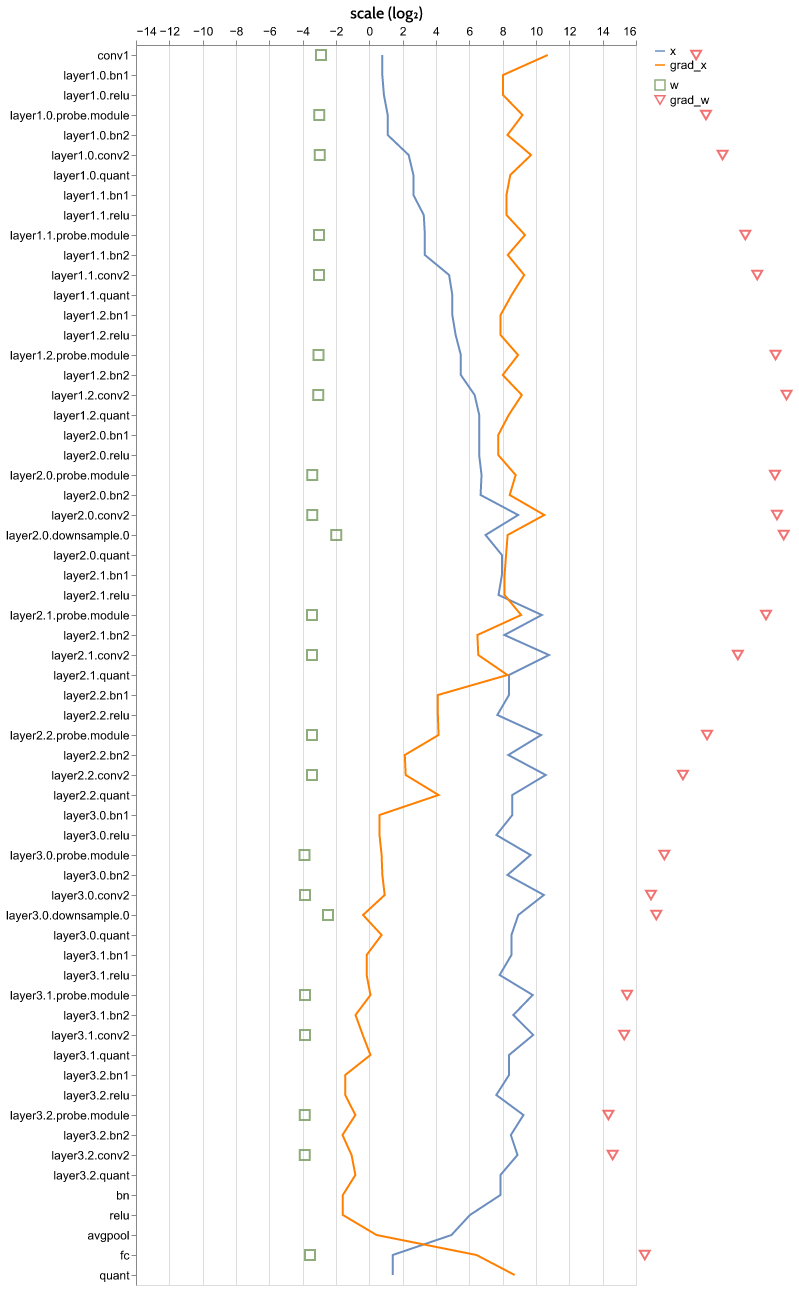 scale (log₂)
−14 −12 −10 −8 −6 −4 −2 0 2 4 6 8 10 12 14 16
conv1
layer1.0.bn1
layer1.0.relu
layer1.0.probe.module
layer1.0.bn2
layer1.0.conv2
layer1.0.quant
layer1.1.bn1
layer1.1.relu
layer1.1.probe.module
layer1.1.bn2
layer1.1.conv2
layer1.1.quant
layer1.2.bn1
layer1.2.relu
layer1.2.probe.module
layer1.2.bn2
layer1.2.conv2
layer1.2.quant
layer2.0.bn1
layer2.0.relu
layer2.0.probe.module
layer2.0.bn2
layer2.0.conv2
layer2.0.downsample.0
layer2.0.quant
layer2.1.bn1
layer2.1.relu
layer2.1.probe.module
layer2.1.bn2
layer2.1.conv2
layer2.1.quant
layer2.2.bn1
layer2.2.relu
layer2.2.probe.module
layer2.2.bn2
layer2.2.conv2
layer2.2.quant
layer3.0.bn1
layer3.0.relu
layer3.0.probe.module
layer3.0.bn2
layer3.0.conv2
layer3.0.downsample.0
layer3.0.quant
layer3.1.bn1
layer3.1.relu
layer3.1.probe.module
layer3.1.bn2
layer3.1.conv2
layer3.1.quant
layer3.2.bn1
layer3.2.relu
layer3.2.probe.module
layer3.2.bn2
layer3.2.conv2
layer3.2.quant
bn
relu
avgpool
fc
quant
x
grad_x
w
grad_w